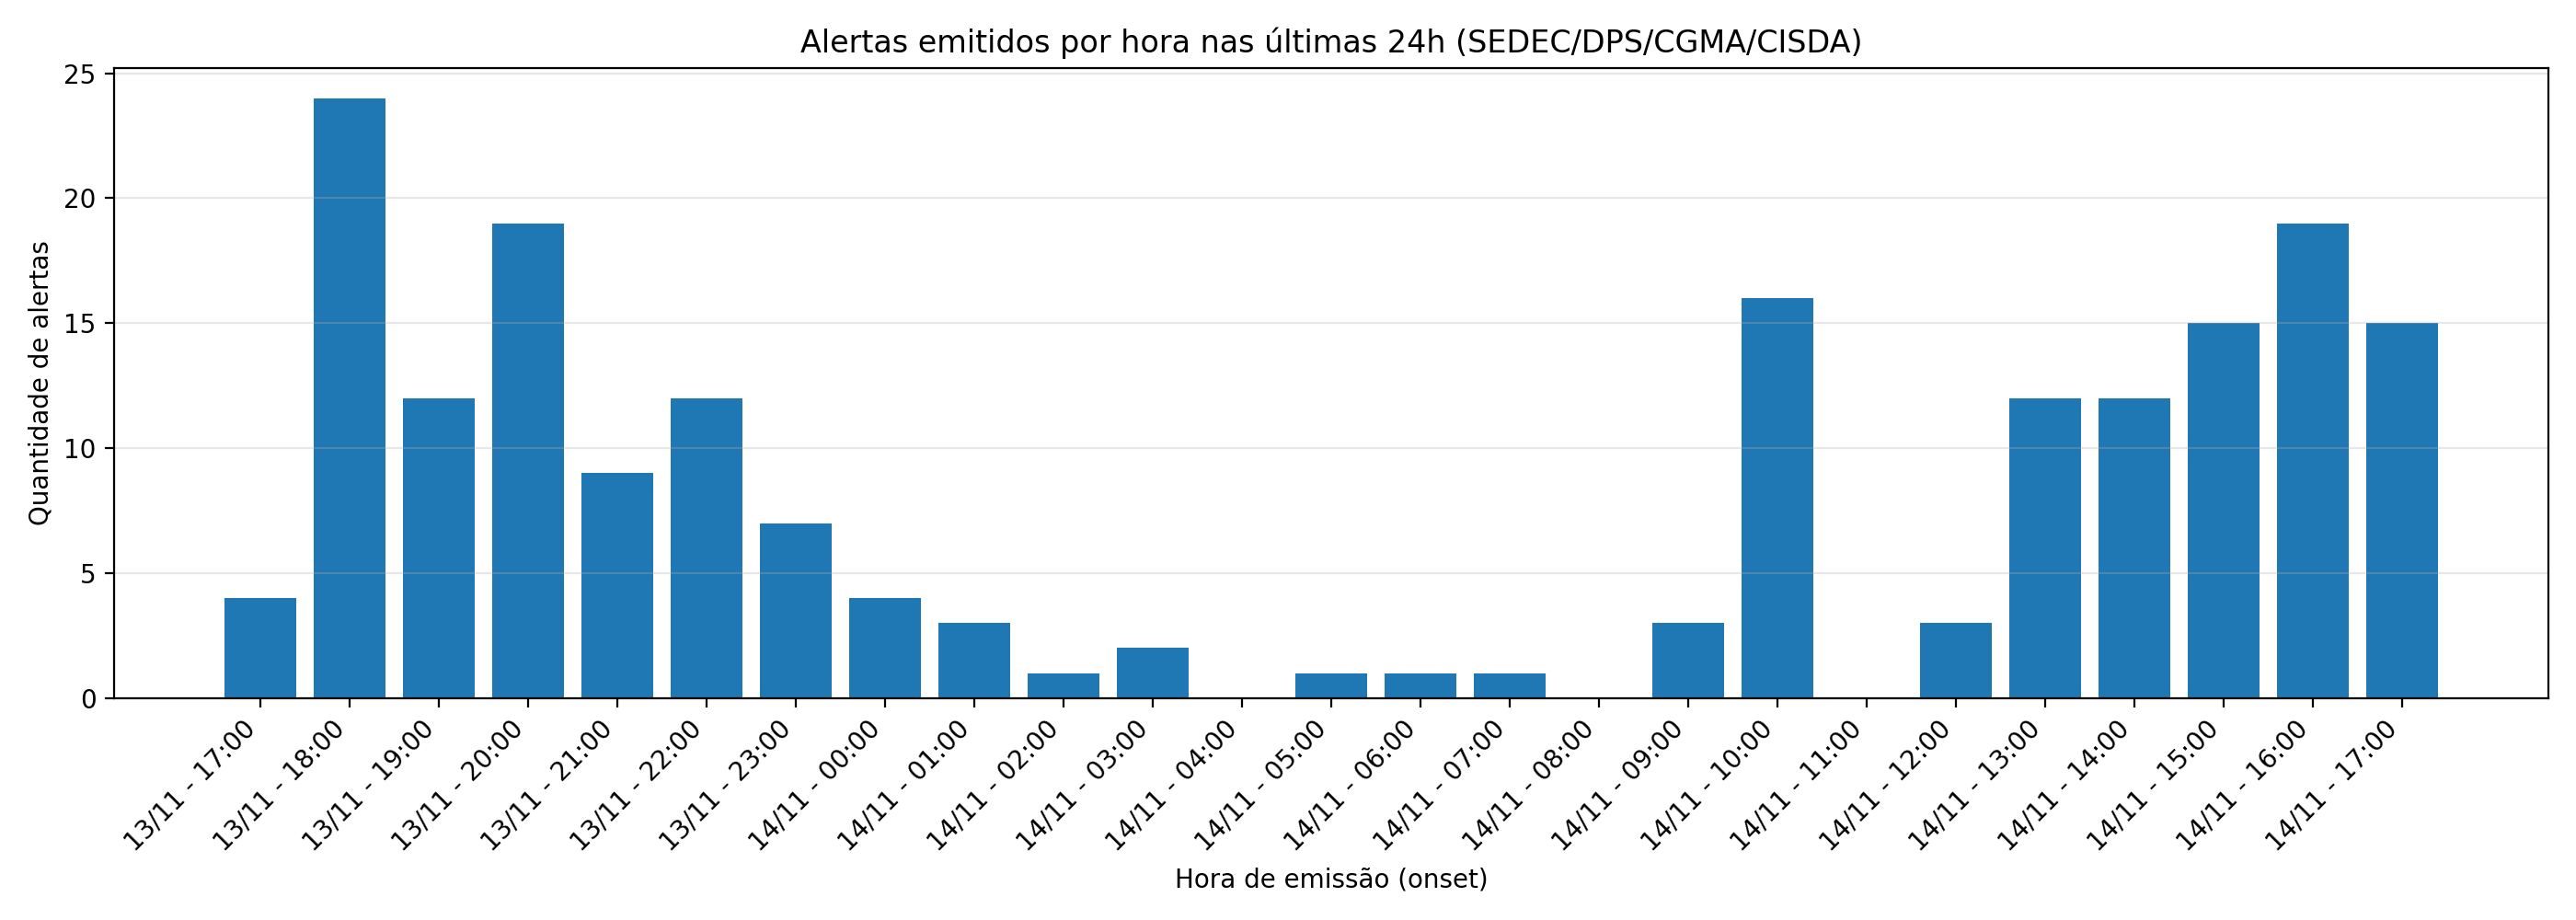 Alertas emitidos por hora nas últimas 24h (SEDEC/DPS/CGMA/CISDA)
Quantidade de alertas
25
20
15
10
5
0
13/11 - 17:00
13/11 - 18:00
13/11 - 19:00
13/11 - 20:00
13/11 - 21:00
13/11 - 22:00
13/11 - 23:00
14/11 - 00:00
14/11 - 01:00
14/11 - 02:00
14/11 - 03:00
14/11 - 04:00
14/11 - 05:00
14/11 - 06:00
14/11 - 07:00
14/11 - 08:00
14/11 - 09:00
14/11 - 10:00
14/11 - 11:00
14/11 - 12:00
14/11 - 13:00
14/11 - 14:00
14/11 - 15:00
14/11 - 16:00
14/11 - 17:00
Hora de emissão (onset)